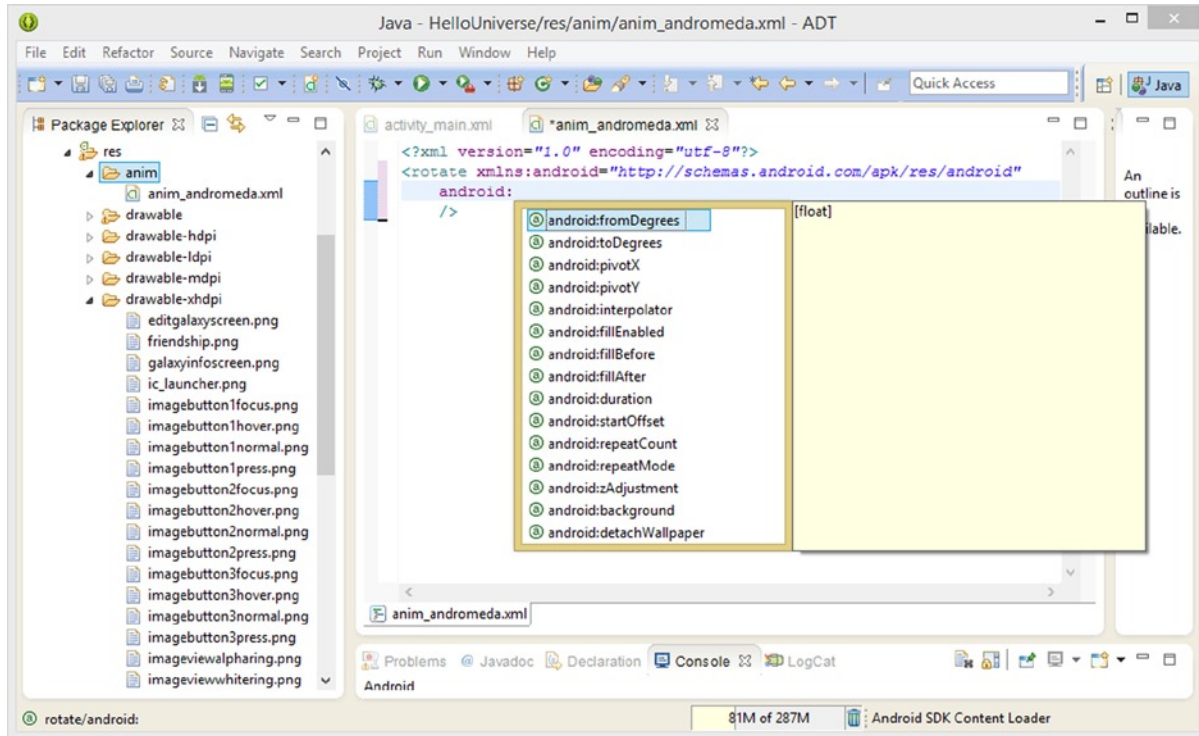 Java - HelloUniverse/res/anim/anim_andromeda.xml - ADT
File Edit Refactor Source Navigate Search Project Run Window Help
Quick Access
Java
Package Explorer
res
anim
anim_andromeda.xml
drawable
drawable-hdpi
drawable-ldpi
drawable-mdpi
drawable-xhdpi
editgalaxyscreen.png
friendship.png
galaxyinfoscreen.png
ic_launcher.png
imagebutton1focus.png
imagebutton1hover.png
imagebutton1normal.png
imagebutton1press.png
imagebutton2focus.png
imagebutton2hover.png
imagebutton2normal.png
imagebutton2press.png
imagebutton3focus.png
imagebutton3hover.png
imagebutton3normal.png
imagebutton3press.png
imageviewalpharing.png
imageviewwhitering.png
activity_main.xml
*anim_andromeda.xml
<?xml version="1.0" encoding="utf-8"?>
<rotate xmlns:android="http://schemas.android.com/apk/res/android"
android:
/>
android:fromDegrees
android:toDegrees
android:pivotX
android:pivotY
android:interpolator
android:fillEnabled
android:fillBefore
android:fillAfter
android:duration
android:startOffset
android:repeatCount
android:repeatMode
android:zAdjustment
android:background
android:detachWallpaper
[float]
An
outline is
ilable.
anim_andromeda.xml
Problems @ Javadoc Declaration Console LogCat
Android
rotate/android:
81M of 287M
Android SDK Content Loader